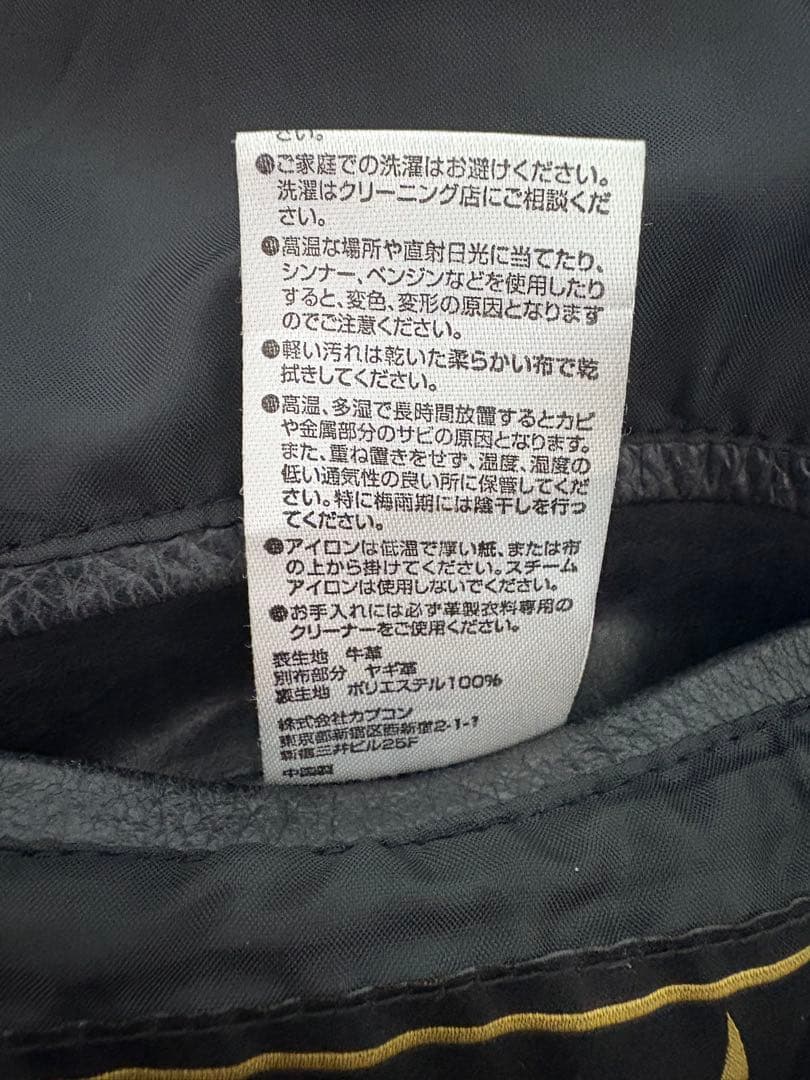 さい。
●ご家庭での洗濯はお避けください。
洗濯はクリーニング店にご相談くだ
さい。
●高温な場所や直射日光に当てたり、
シンナー、ベンジンなどを使用したり
すると、変色、変形の原因となります
のでご注意ください。
●軽い汚れは乾いた柔らかい布で乾
拭きしてください。
●高温、多湿で長時間放置するとカビ
や金属部分のサビの原因となります。
また、重ね置きをせず、温度、湿度の
低い通気性の良い所に保管してくだ
さい。特に梅雨期には陰干しを行っ
てください。
●アイロンは低温で厚い紙、または布
の上から掛けてください。スチーム
アイロンは使用しないでください。
●お手入れには必ず革製衣料専用の
クリーナーをご使用ください。
表生地 牛革
別布部分 ヤギ革
裏生地 ポリエステル100%
株式会社カプコン
東京都新宿区西新宿2-1-1
新宿三井ビル25F
中国製